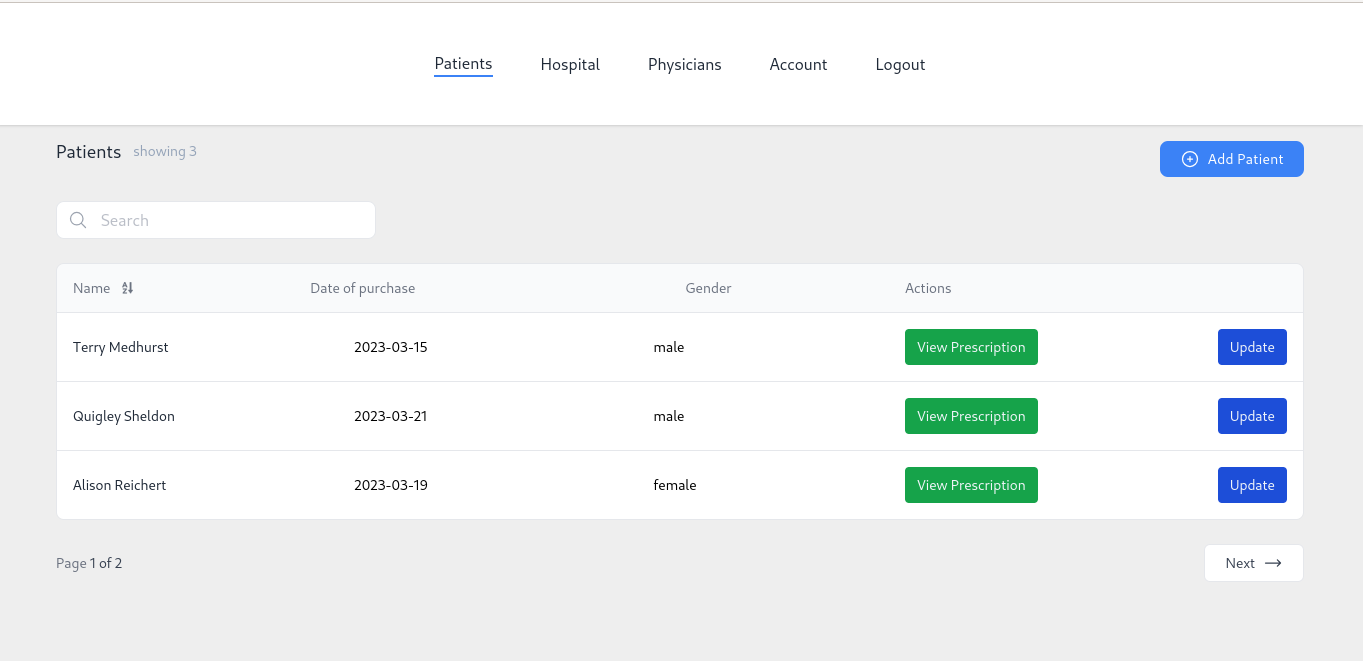 Patients Hospital Physicians Account Logout
Patients showing 3
Add Patient
Search
Name Date of purchase Gender Actions
Terry Medhurst 2023-03-15 male View Prescription Update
Quigley Sheldon 2023-03-21 male View Prescription Update
Alison Reichert 2023-03-19 female View Prescription Update
Page 1 of 2 Next